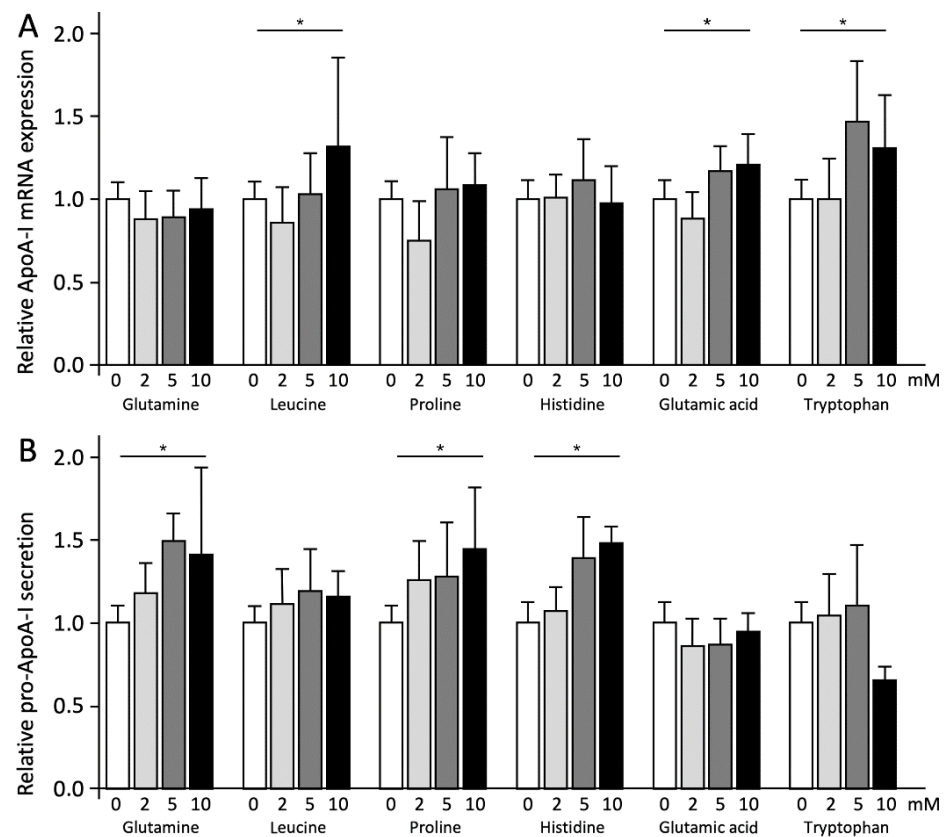 A
Relative ApoA-I mRNA expression
2.0
1.5
1.0
0.5
0.0
* * *
0 2 5 10 0 2 5 10 0 2 5 10 0 2 5 10 0 2 5 10 0 2 5 10 mM
Glutamine Leucine Proline Histidine Glutamic acid Tryptophan
B
Relative pro-ApoA-I secretion
2.0
1.5
1.0
0.5
0.0
* * *
0 2 5 10 0 2 5 10 0 2 5 10 0 2 5 10 0 2 5 10 0 2 5 10 mM
Glutamine Leucine Proline Histidine Glutamic acid Tryptophan